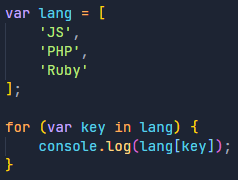 var lang = [
    'JS',
    'PHP',
    'Ruby'
];

for (var key in lang) {
    console.log(lang[key]);
}